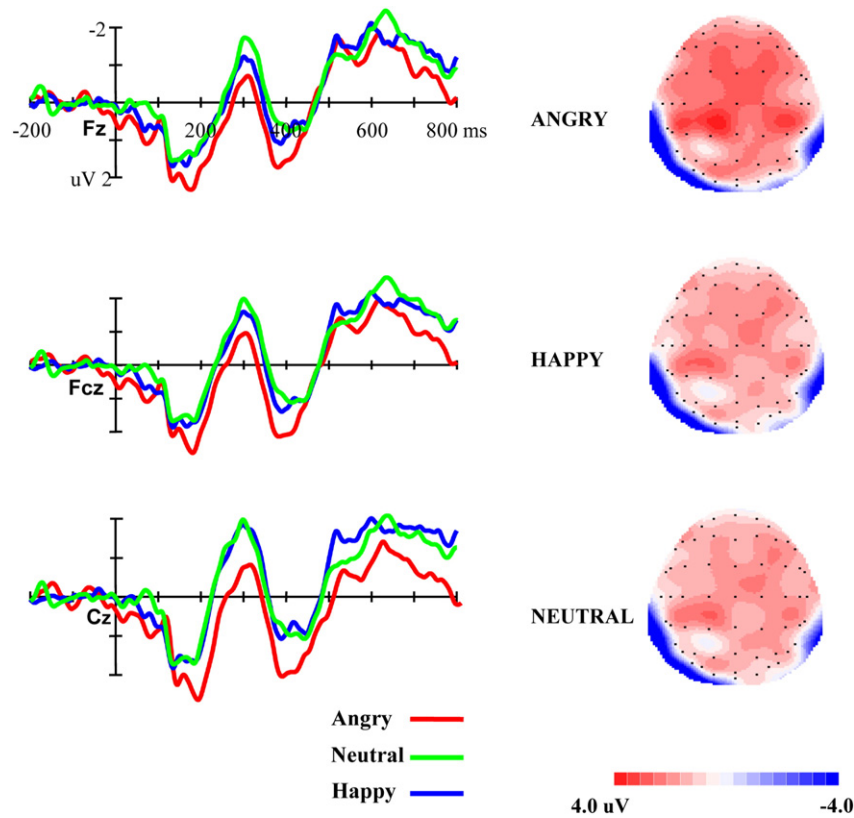 -2
-200 200 400 600 800 ms
Fz
uV 2
ANGRY
Fcz
HAPPY
Cz
NEUTRAL
Angry
Neutral
Happy
4.0 uV -4.0